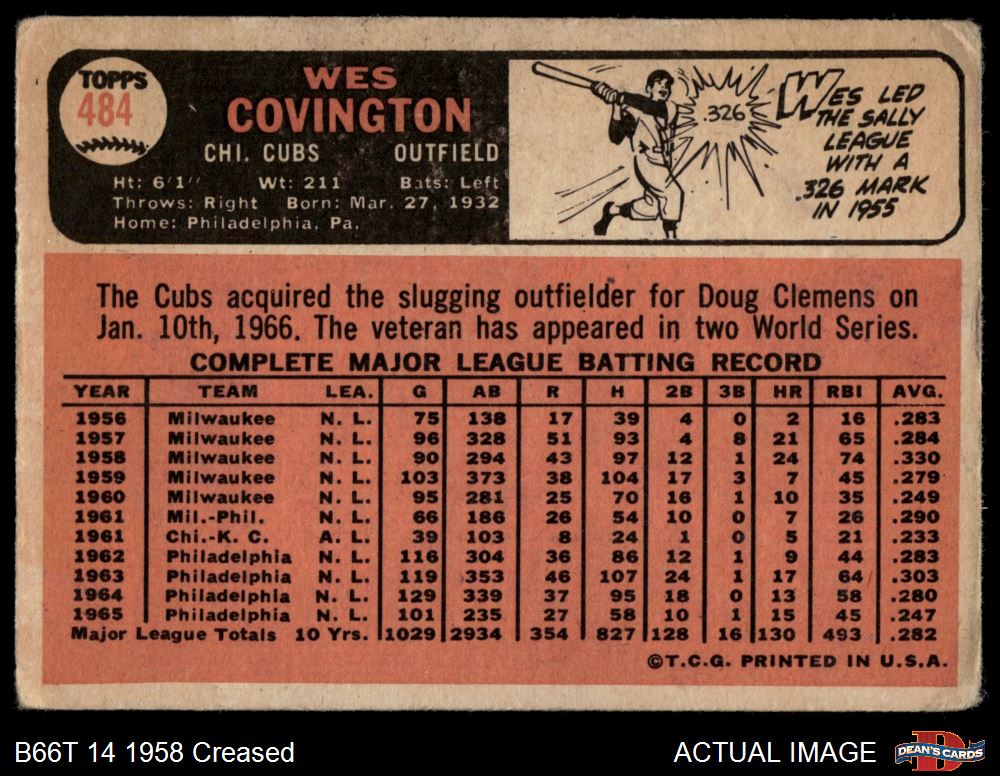 TOPPS
484
WES
COVINGTON
CHI. CUBS OUTFIELD
Ht: 6'1" Wt: 211 Bats: Left
Throws: Right Born: Mar. 27, 1932
Home: Philadelphia, Pa.
.326
WES LED
THE SALLY
LEAGUE
WITH A
.326 MARK
IN 1955
The Cubs acquired the slugging outfielder for Doug Clemens on
Jan. 10th, 1966. The veteran has appeared in two World Series.
COMPLETE MAJOR LEAGUE BATTING RECORD
YEAR TEAM LEA. G AB R H 2B 3B HR RBI AVG.
1956 Milwaukee N. L. 75 138 17 39 4 0 2 16 .283
1957 Milwaukee N. L. 96 328 51 93 4 8 21 65 .284
1958 Milwaukee N. L. 90 294 43 97 12 1 24 74 .330
1959 Milwaukee N. L. 103 373 38 104 17 3 7 45 .279
1960 Milwaukee N. L. 95 281 25 70 16 1 10 35 .249
1961 Mil.-Phil. N. L. 66 186 26 54 10 0 7 26 .290
1961 Chi.-K. C. A. L. 39 103 8 24 1 0 5 21 .233
1962 Philadelphia N. L. 116 304 36 86 12 1 9 44 .283
1963 Philadelphia N. L. 119 353 46 107 24 1 17 64 .303
1964 Philadelphia N. L. 129 339 37 95 18 0 13 58 .280
1965 Philadelphia N. L. 101 235 27 58 10 1 15 45 .247
Major League Totals 10 Yrs. 1029 2934 354 827 128 16 130 493 .282
©T.C.G. PRINTED IN U.S.A.
B66T 14 1958 Creased ACTUAL IMAGE
DEAN'S CARDS